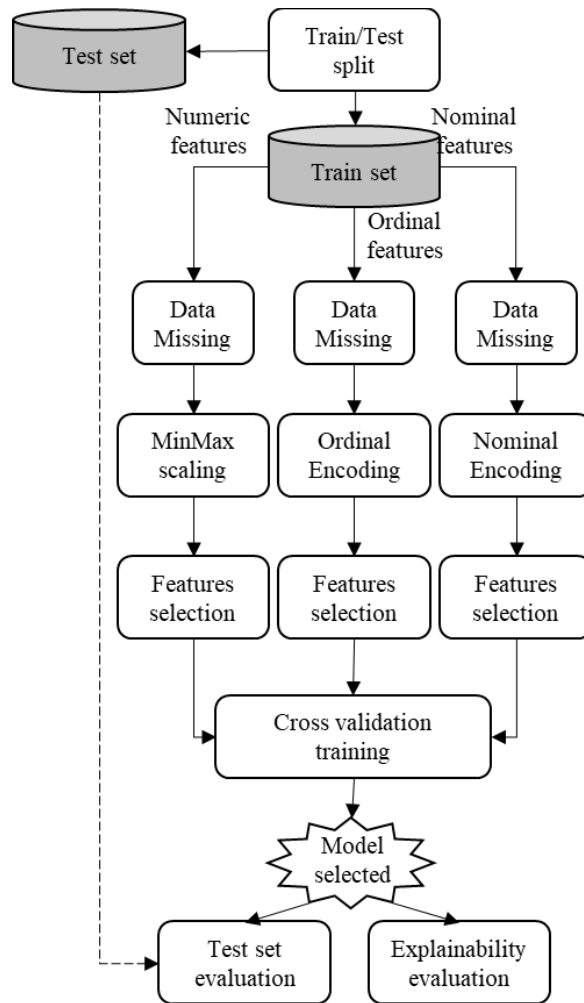 Test set
Train/Test
split
Numeric
features
Nominal
features
Train set
Ordinal
features
Data
Missing
Data
Missing
Data
Missing
MinMax
scaling
Ordinal
Encoding
Nominal
Encoding
Features
selection
Features
selection
Features
selection
Cross validation
training
Model
selected
Test set
evaluation
Explainability
evaluation